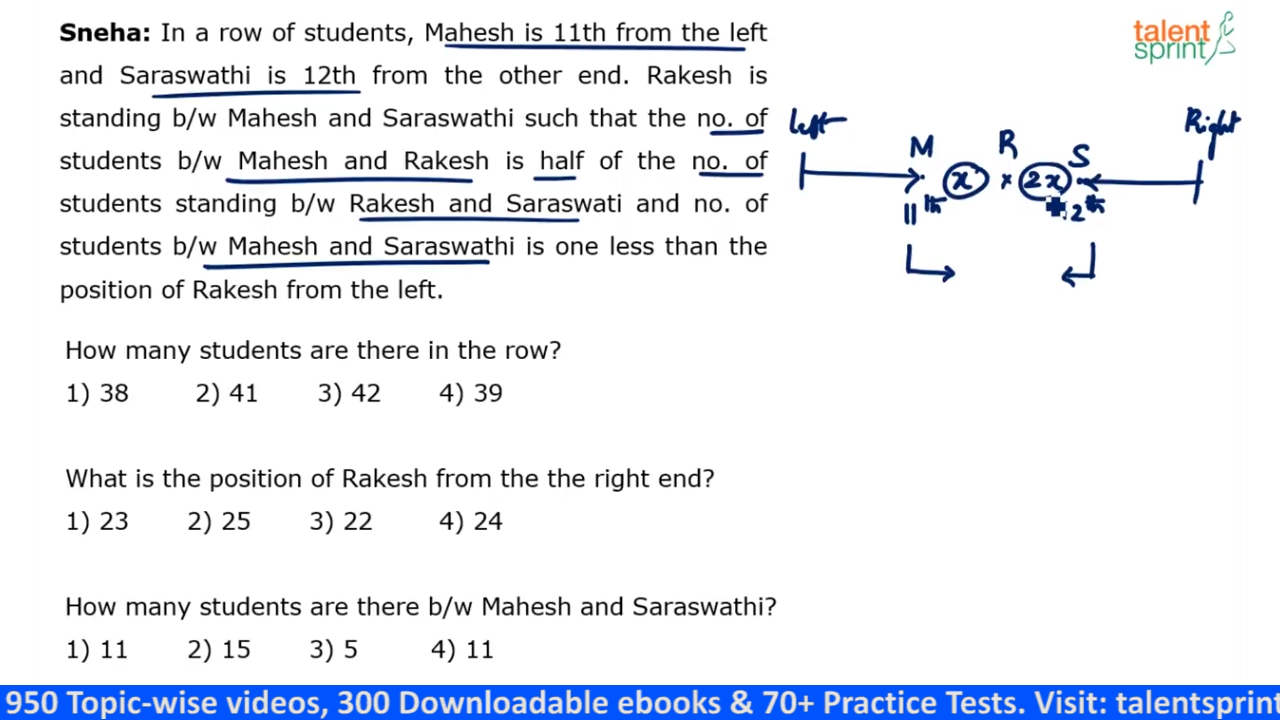 Sneha: In a row of students, Mahesh is 11th from the left
and Saraswathi is 12th from the other end. Rakesh is
standing b/w Mahesh and Saraswathi such that the no. of
students b/w Mahesh and Rakesh is half of the no. of
students standing b/w Rakesh and Saraswati and no. of
students b/w Mahesh and Saraswathi is one less than the
position of Rakesh from the left.
talent
sprint
left
Right
M R S
x × 2x
11th 12th
How many students are there in the row?
1) 38 2) 41 3) 42 4) 39
What is the position of Rakesh from the the right end?
1) 23 2) 25 3) 22 4) 24
How many students are there b/w Mahesh and Saraswathi?
1) 11 2) 15 3) 5 4) 11
950 Topic-wise videos, 300 Downloadable ebooks & 70+ Practice Tests. Visit: talentsprint